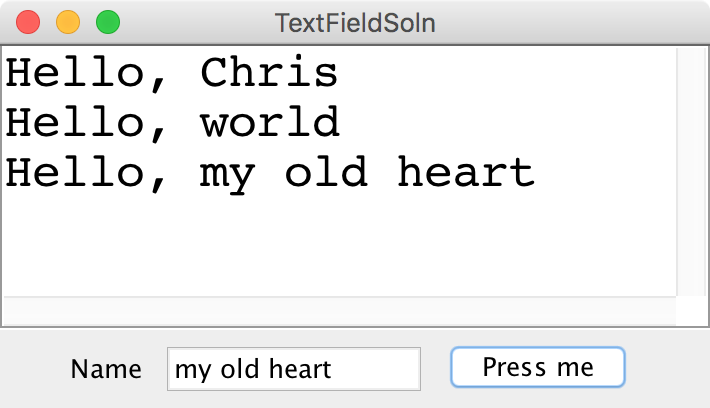 TextFieldSoln
Hello, Chris
Hello, world
Hello, my old heart
Name my old heart Press me